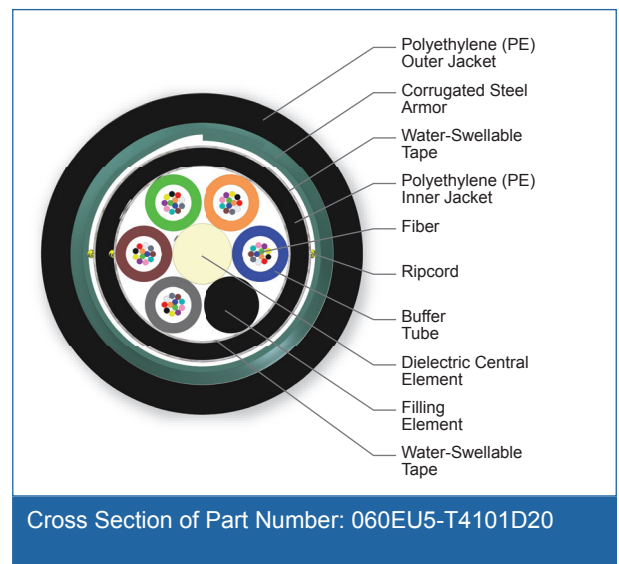 Polyethylene (PE)
Outer Jacket
Corrugated Steel
Armor
Water-Swellable
Tape
Polyethylene (PE)
Inner Jacket
Fiber
Ripcord
Buffer
Tube
Dielectric Central
Element
Filling
Element
Water-Swellable
Tape
Cross Section of Part Number: 060EU5-T4101D20